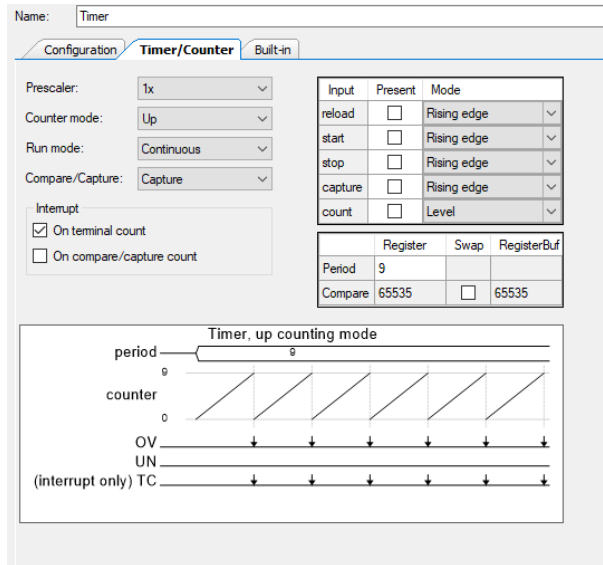 Name: Timer
Configuration Timer/Counter Built-in
Prescaler: 1x
Counter mode: Up
Run mode: Continuous
Compare/Capture: Capture
Interrupt
On terminal count
On compare/capture count
Input Present Mode
reload Rising edge
start Rising edge
stop Rising edge
capture Rising edge
count Level
Register Swap RegisterBuf
Period 9
Compare 65535 65535
Timer, up counting mode
period 9
9
counter
0
OV
UN
(interrupt only) TC